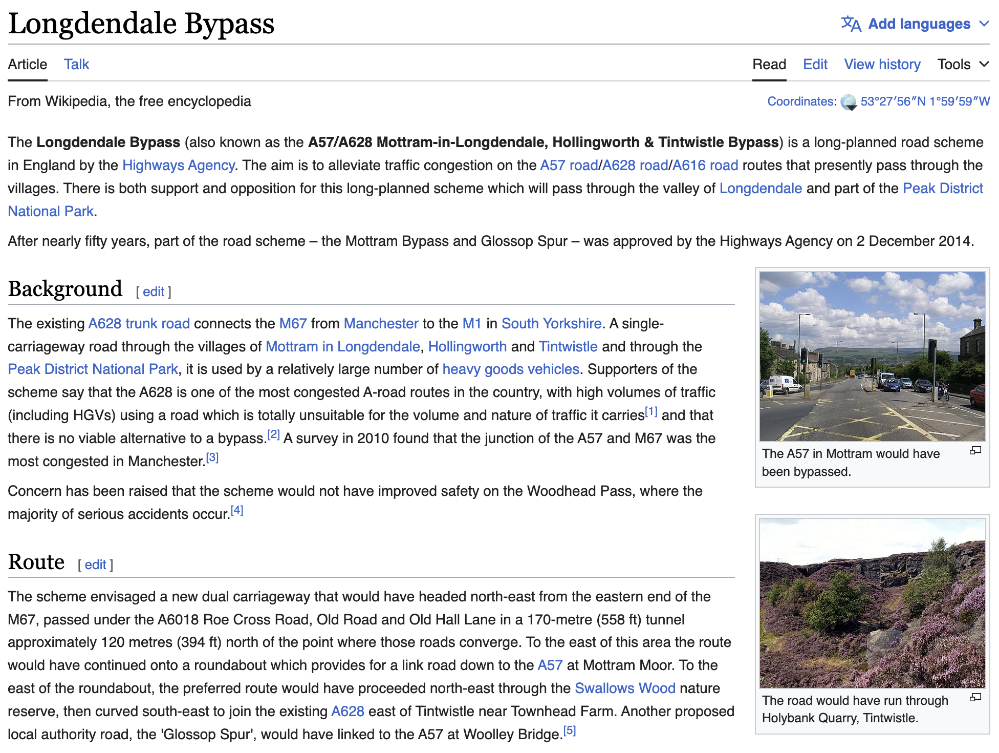 Longdendale Bypass
Add languages
Article Talk
Read Edit View history Tools
From Wikipedia, the free encyclopedia
Coordinates: 53°27′56″N 1°59′59″W
The Longdendale Bypass (also known as the A57/A628 Mottram-in-Longdendale, Hollingworth & Tintwistle Bypass) is a long-planned road scheme
in England by the Highways Agency. The aim is to alleviate traffic congestion on the A57 road/A628 road/A616 road routes that presently pass through the
villages. There is both support and opposition for this long-planned scheme which will pass through the valley of Longdendale and part of the Peak District
National Park.
After nearly fifty years, part of the road scheme – the Mottram Bypass and Glossop Spur – was approved by the Highways Agency on 2 December 2014.
Background [ edit ]
The existing A628 trunk road connects the M67 from Manchester to the M1 in South Yorkshire. A single-
carriageway road through the villages of Mottram in Longdendale, Hollingworth and Tintwistle and through the
Peak District National Park, it is used by a relatively large number of heavy goods vehicles. Supporters of the
scheme say that the A628 is one of the most congested A-road routes in the country, with high volumes of traffic
(including HGVs) using a road which is totally unsuitable for the volume and nature of traffic it carries[1] and that
there is no viable alternative to a bypass.[2] A survey in 2010 found that the junction of the A57 and M67 was the
most congested in Manchester.[3]
Concern has been raised that the scheme would not have improved safety on the Woodhead Pass, where the
majority of serious accidents occur.[4]
The A57 in Mottram would have
been bypassed.
Route [ edit ]
The scheme envisaged a new dual carriageway that would have headed north-east from the eastern end of the
M67, passed under the A6018 Roe Cross Road, Old Road and Old Hall Lane in a 170-metre (558 ft) tunnel
approximately 120 metres (394 ft) north of the point where those roads converge. To the east of this area the route
would have continued onto a roundabout which provides for a link road down to the A57 at Mottram Moor. To the
east of the roundabout, the preferred route would have proceeded north-east through the Swallows Wood nature
reserve, then curved south-east to join the existing A628 east of Tintwistle near Townhead Farm. Another proposed
local authority road, the 'Glossop Spur', would have linked to the A57 at Woolley Bridge.[5]
The road would have run through
Holybank Quarry, Tintwistle.